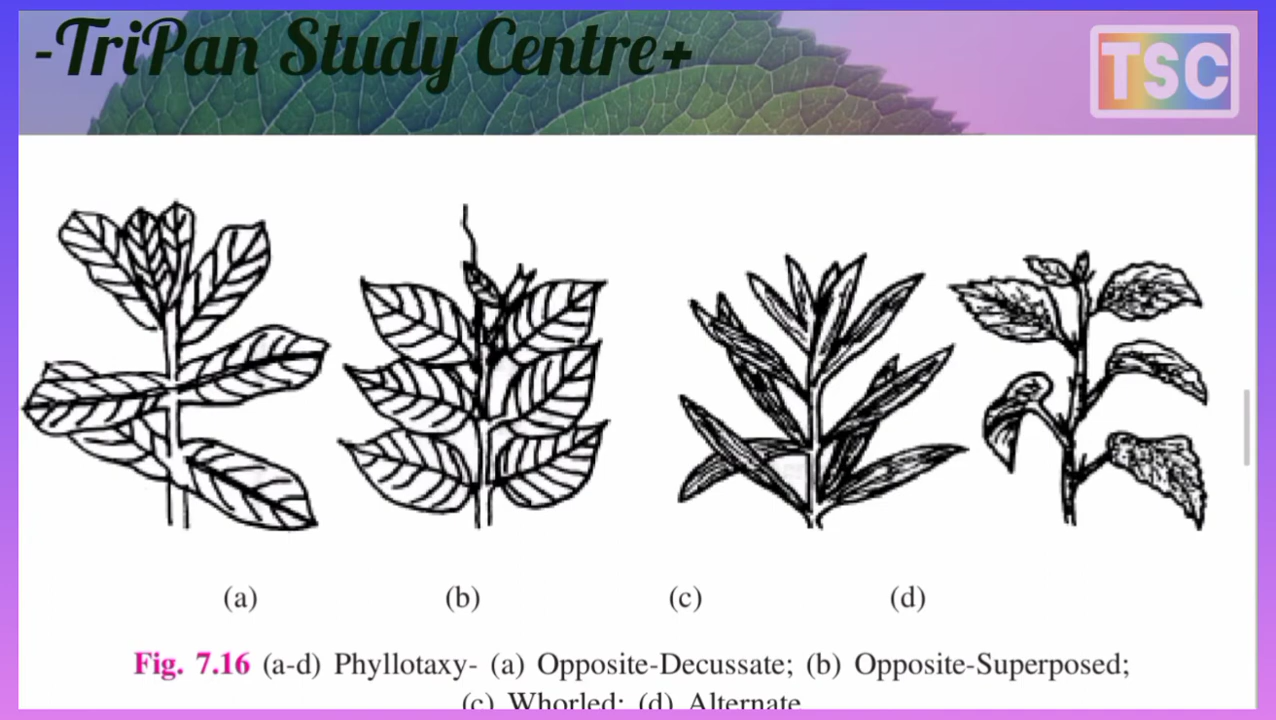 -TriPan Study Centre+
TSC
(a) (b) (c) (d)
Fig. 7.16 (a-d) Phyllotaxy- (a) Opposite-Decussate; (b) Opposite-Superposed;
(c) Whorled; (d) Alternate